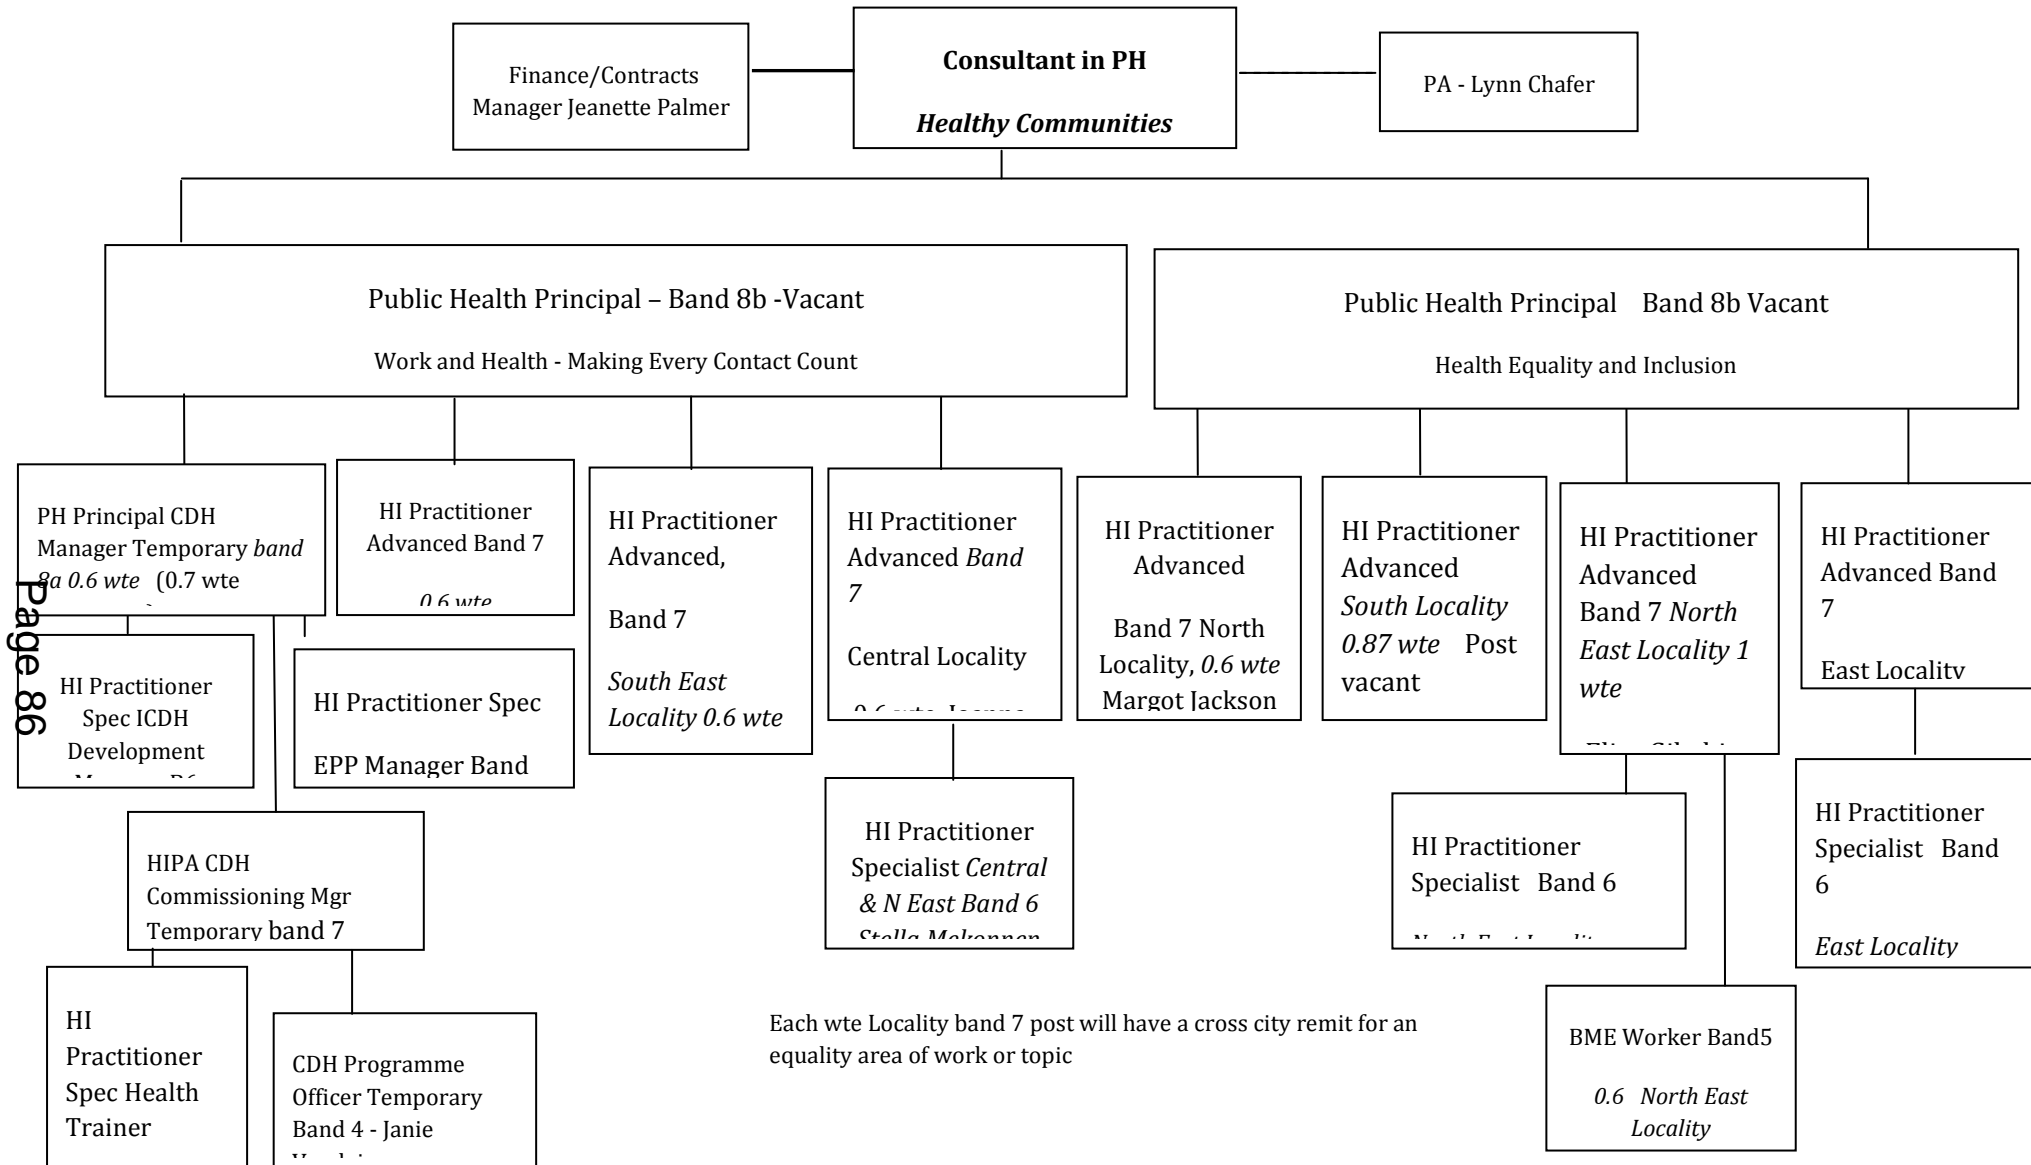 Finance/Contracts
Manager Jeanette Palmer
Consultant in PH
Healthy Communities
PA - Lynn Chafer
Public Health Principal – Band 8b -Vacant
Work and Health - Making Every Contact Count
Public Health Principal    Band 8b Vacant
Health Equality and Inclusion
PH Principal CDH
Manager Temporary band
8a 0.6 wte   (0.7 wte
HI Practitioner
Advanced Band 7
0.6 wte
HI Practitioner
Advanced,
Band 7
South East
Locality 0.6 wte
HI Practitioner
Advanced Band
7
Central Locality
HI Practitioner
Advanced
Band 7 North
Locality, 0.6 wte
Margot Jackson
HI Practitioner
Advanced
South Locality
0.87 wte   Post
vacant
HI Practitioner
Advanced
Band 7 North
East Locality 1
wte
HI Practitioner
Advanced Band
7
East Locality
Page 86
HI Practitioner
Spec ICDH
Development
HI Practitioner Spec
EPP Manager Band
HI Practitioner
Specialist Central
& N East Band 6
Stella Mekonnen
HI Practitioner
Specialist   Band 6
North East Locality
HI Practitioner
Specialist   Band
6
East Locality
HIPA CDH
Commissioning Mgr
Temporary band 7
HI
Practitioner
Spec Health
Trainer
CDH Programme
Officer Temporary
Band 4 - Janie
Each wte Locality band 7 post will have a cross city remit for an
equality area of work or topic
BME Worker Band5
0.6   North East
Locality